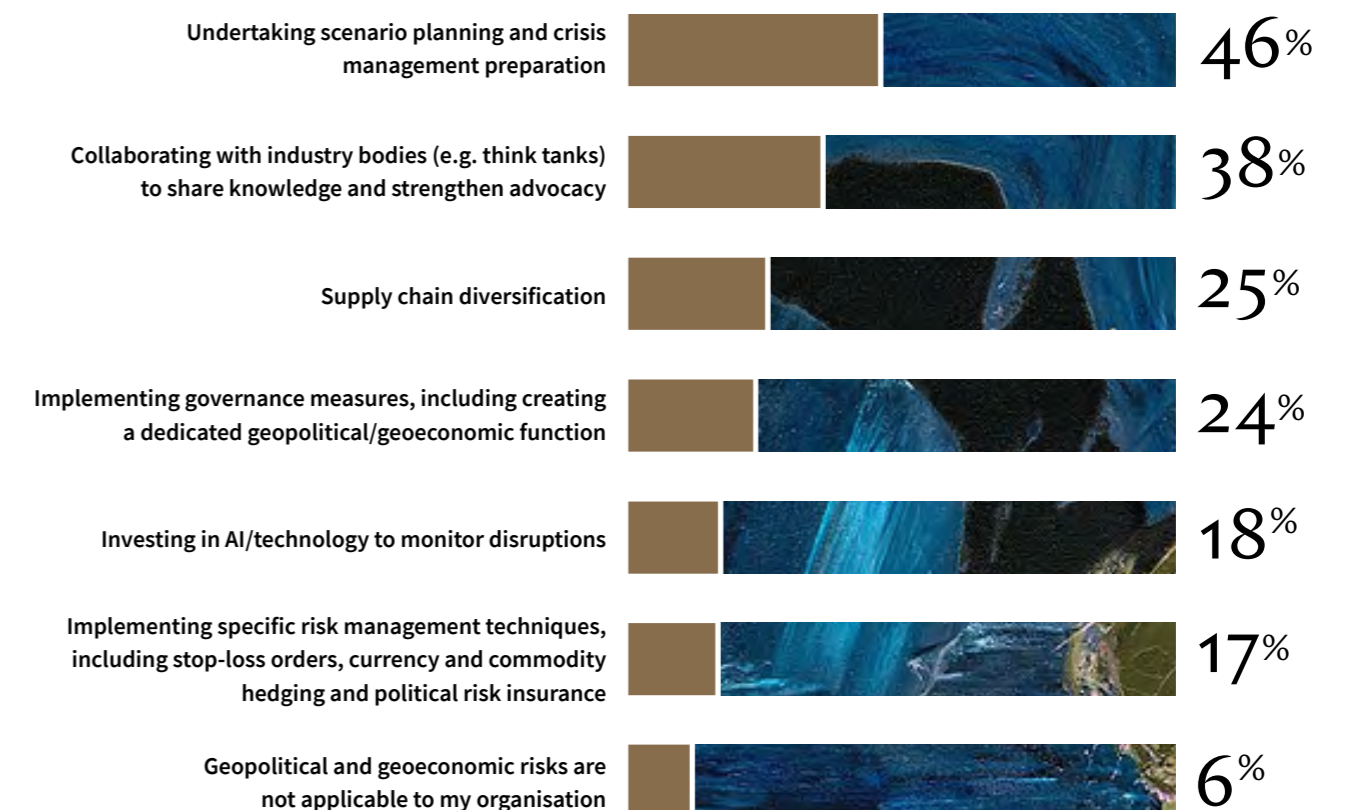 Undertaking scenario planning and crisis
management preparation
46%
Collaborating with industry bodies (e.g. think tanks)
to share knowledge and strengthen advocacy
38%
Supply chain diversification
25%
Implementing governance measures, including creating
a dedicated geopolitical/geoeconomic function
24%
Investing in AI/technology to monitor disruptions
18%
Implementing specific risk management techniques,
including stop-loss orders, currency and commodity
hedging and political risk insurance
17%
Geopolitical and geoeconomic risks are
not applicable to my organisation
6%